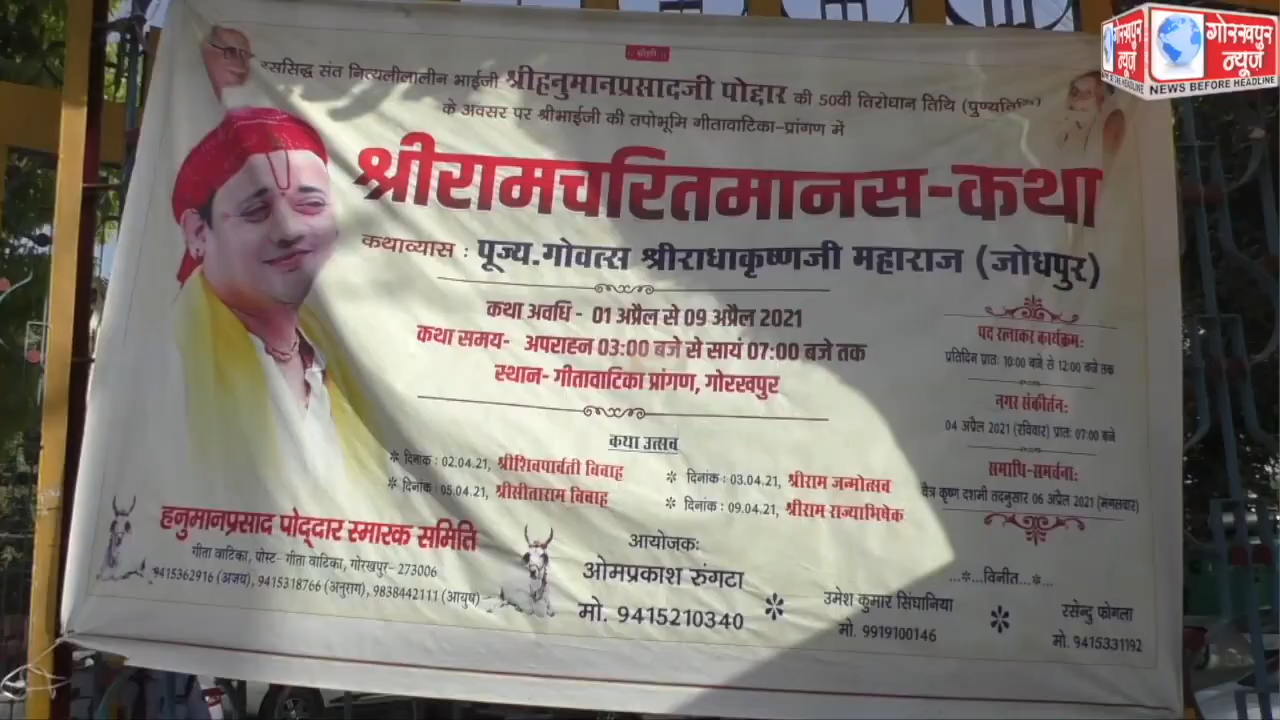 गोरखपुर न्यूज़
NEWS BEFORE HEADLINE
रससिद्ध संत नित्यलीलालीन भाईजी श्रीहनुमानप्रसादजी पोद्दार की 50वी तिरोधान तिथि (पुण्यतिथि)
के अवसर पर श्रीभाईजी की तपोभूमि गीतावाटिका-प्रांगण में
श्रीरामचरितमानस-कथा
कथाव्यास : पूज्य.गोवत्स श्रीराधाकृष्णजी महाराज (जोधपुर)
कथा अवधि - 01 अप्रैल से 09 अप्रैल 2021
कथा समय- अपराह्न 03:00 बजे से सायं 07:00 बजे तक
स्थान- गीतावाटिका प्रांगण, गोरखपुर
पद रत्नाकर कार्यक्रम:
प्रतिदिन प्रातः 10:00 बजे से 12:00 बजे तक
नगर संकीर्तन:
04 अप्रैल 2021 (रविवार) प्रातः 07:00 बजे
समाधि-समर्चना:
चैत्र कृष्ण दशमी तदनुसार 06 अप्रैल 2021 (मंगलवार)
कथा उत्सव
* दिनांक : 02.04.21, श्रीशिवपार्वती विवाह
* दिनांक : 03.04.21, श्रीराम जन्मोत्सव
* दिनांक : 05.04.21, श्रीसीताराम विवाह
* दिनांक : 09.04.21, श्रीराम राज्याभिषेक
हनुमानप्रसाद पोद्दार स्मारक समिति
गीता वाटिका, पोस्ट- गीता वाटिका, गोरखपुर- 273006
9415362916 (अजय), 9415318766 (अनुराग), 9838442111 (आयुष)
आयोजकः
ओमप्रकाश रुंगटा
मो. 9415210340
...*...विनीत...*...
उमेश कुमार सिंघानिया
मो. 9919100146
रसेन्दु फोगला
मो. 9415331192